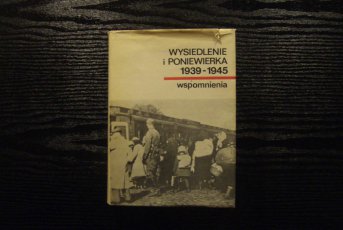 WYSIEDLENIE
i PONIEWIERKA
1939-1945
wspomnienia